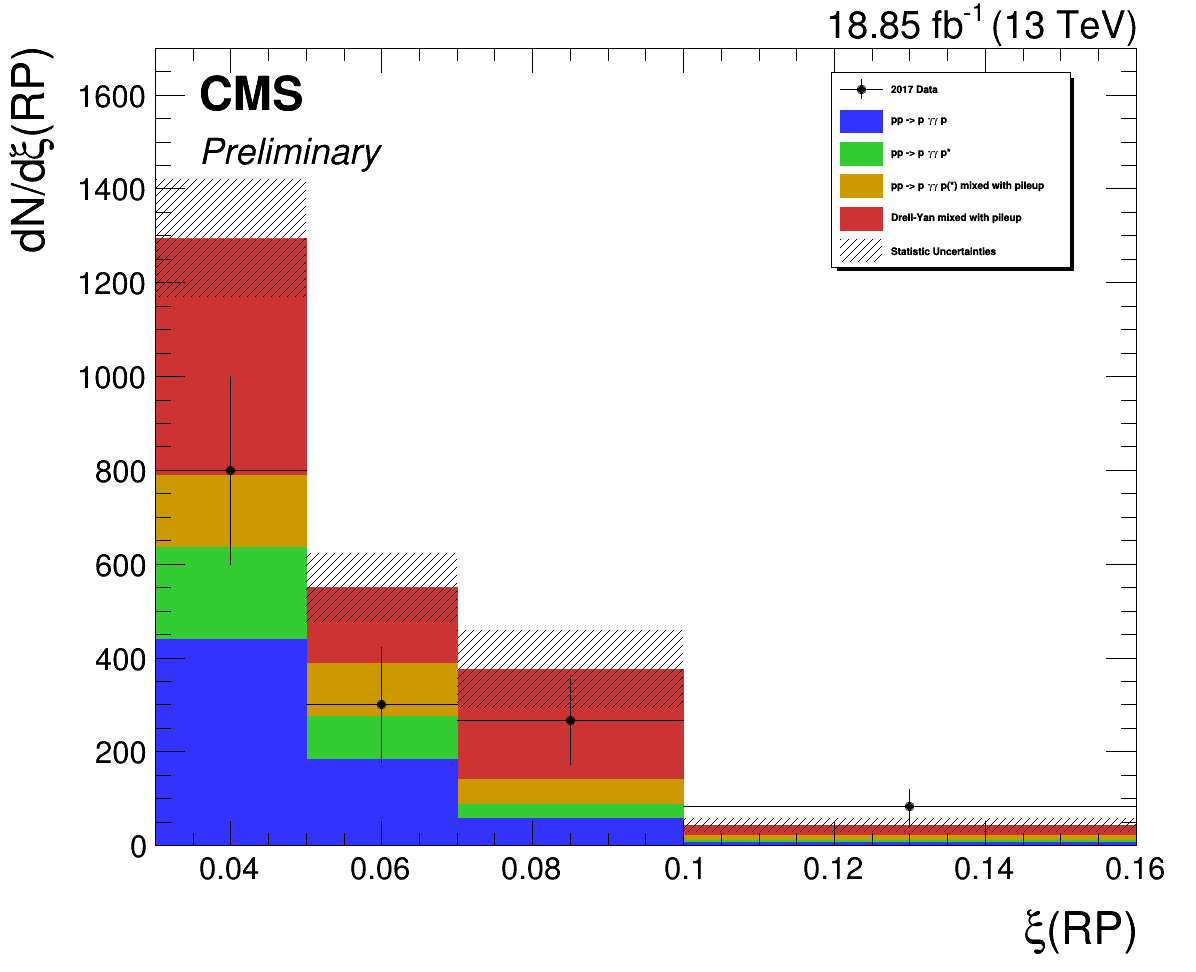 18.85 fb⁻¹ (13 TeV)
CMS
Preliminary
dN/dξ(RP)
2017 Data
pp -> p γγ p
pp -> p γγ p*
pp -> p γγ p(*) mixed with pileup
Drell-Yan mixed with pileup
Statistic Uncertainties
1600
1400
1200
1000
800
600
400
200
0
0.04 0.06 0.08 0.1 0.12 0.14 0.16
ξ(RP)